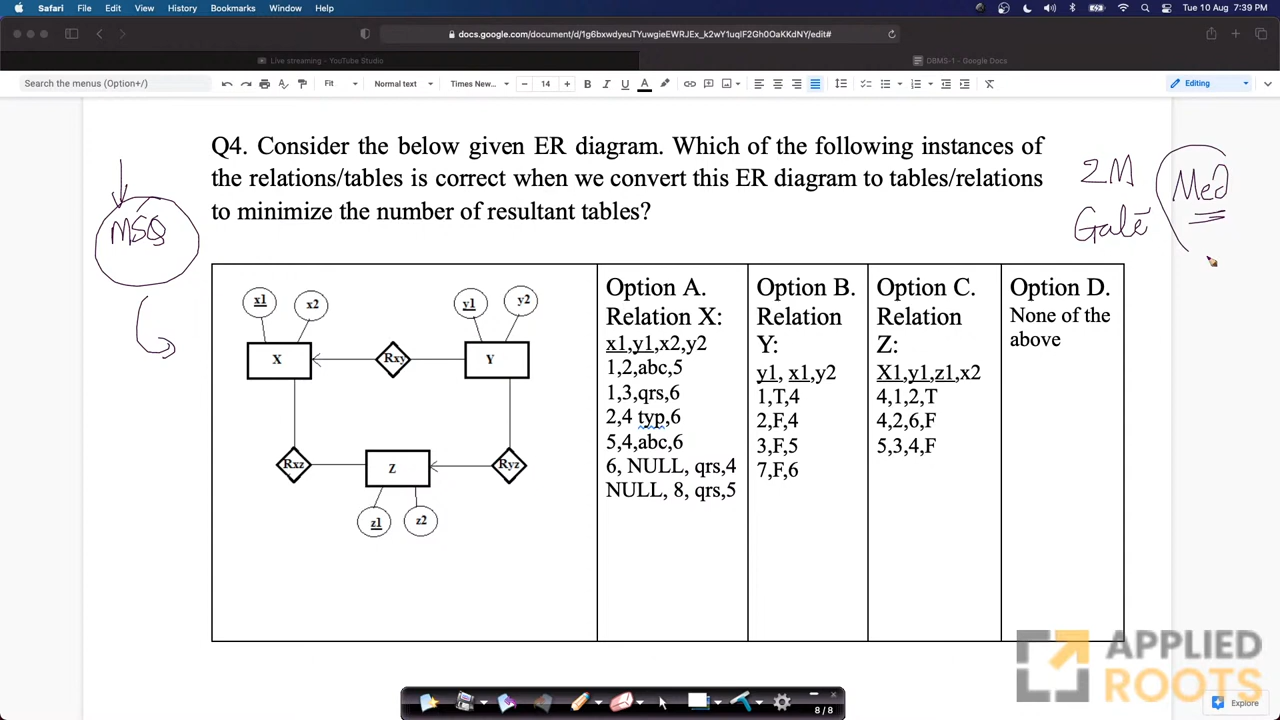 Safari File Edit View History Bookmarks Window Help Tue 10 Aug 7:39 PM
docs.google.com/document/d/1g6bxwdyeuTYuwgieEWRJEx_k2wY1uqIF2Gh0OaKKdNY/edit#
Live streaming - YouTube Studio DBMS-1 - Google Docs
Search the menus (Option+/) Fit Normal text Times New... 14 B I U A Editing
Q4. Consider the below given ER diagram. Which of the following instances of
the relations/tables is correct when we convert this ER diagram to tables/relations
to minimize the number of resultant tables?
MSQ
2M
Gate
Med
x1 x2 y1 y2
X Rxy Y
Rxz Z Ryz
z1 z2
Option A.
Relation X:
x1,y1,x2,y2
1,2,abc,5
1,3,qrs,6
2,4 typ,6
5,4,abc,6
6, NULL, qrs,4
NULL, 8, qrs,5
Option B.
Relation
Y:
y1, x1,y2
1,T,4
2,F,4
3,F,5
7,F,6
Option C.
Relation
Z:
X1,y1,z1,x2
4,1,2,T
4,2,6,F
5,3,4,F
Option D.
None of the
above
APPLIED
ROOTS
8/8
Explore